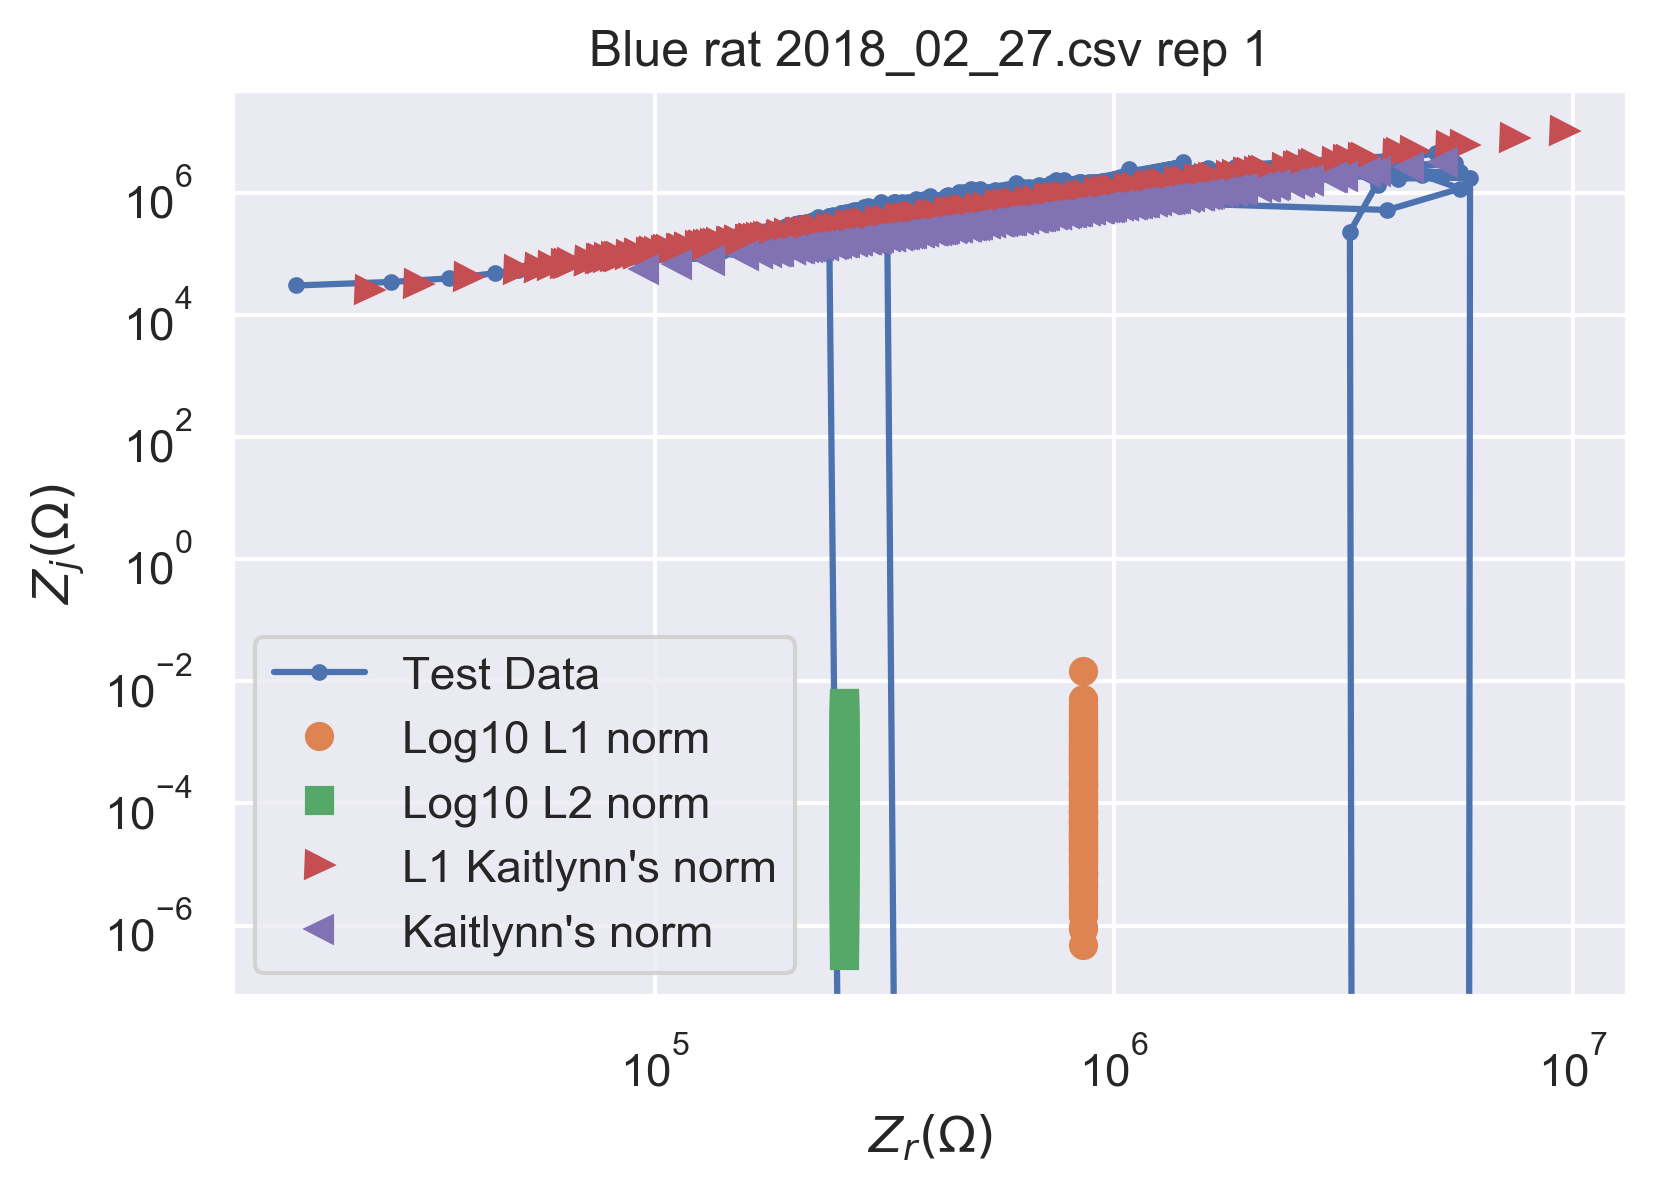 Blue rat 2018_02_27.csv rep 1
10^6
10^4
10^2
10^0
10^−2
10^−4
10^−6
Z_j(Ω)
Test Data
Log10 L1 norm
Log10 L2 norm
L1 Kaitlynn's norm
Kaitlynn's norm
10^5 10^6 10^7
Z_r(Ω)